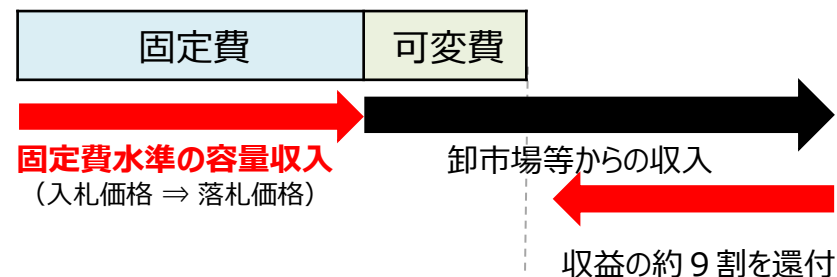 固定費
可変費
固定費水準の容量収入
（入札価格 ⇒ 落札価格）
卸市場等からの収入
収益の約９割を還付